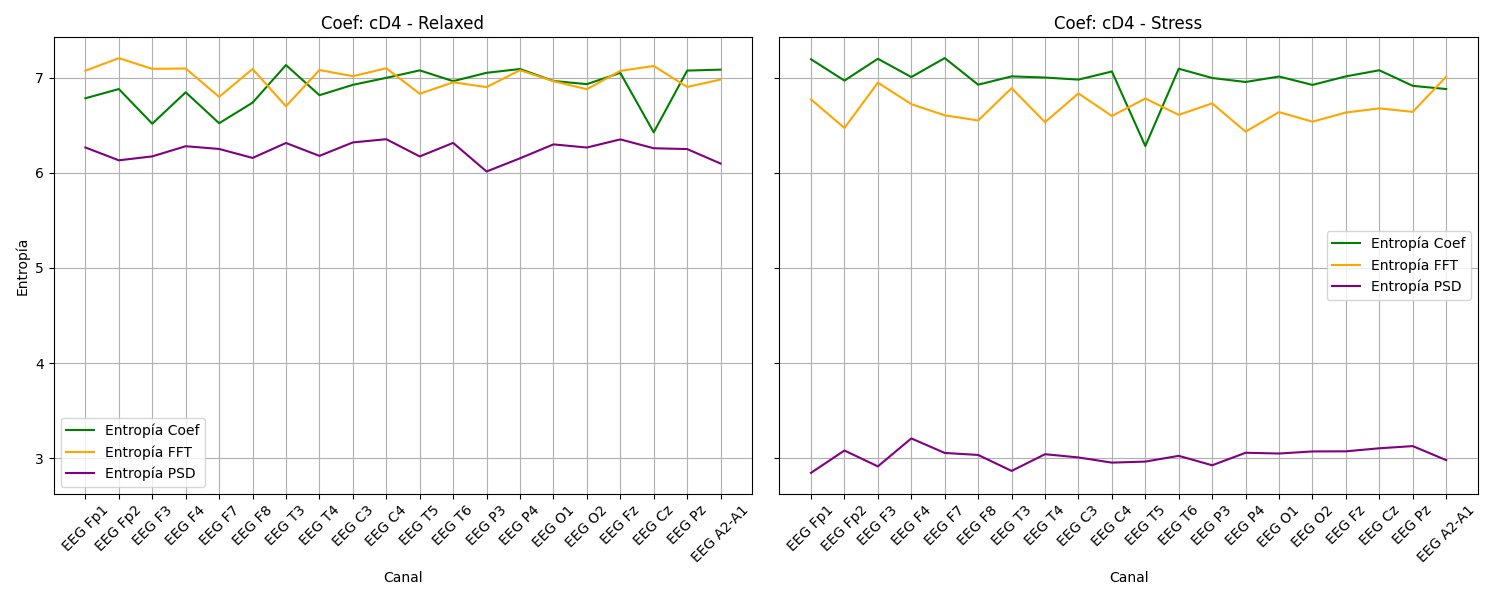 Coef: cD4 - Relaxed
Entropía
7
6
5
4
3
Entropía Coef
Entropía FFT
Entropía PSD
EEG Fp1
EEG Fp2
EEG F3
EEG F4
EEG F7
EEG F8
EEG T3
EEG T4
EEG C3
EEG C4
EEG T5
EEG T6
EEG P3
EEG P4
EEG O1
EEG O2
EEG Fz
EEG Cz
EEG Pz
EEG A2-A1
Canal
Coef: cD4 - Stress
Entropía Coef
Entropía FFT
Entropía PSD
EEG Fp1
EEG Fp2
EEG F3
EEG F4
EEG F7
EEG F8
EEG T3
EEG T4
EEG C3
EEG C4
EEG T5
EEG T6
EEG P3
EEG P4
EEG O1
EEG O2
EEG Fz
EEG Cz
EEG Pz
EEG A2-A1
Canal